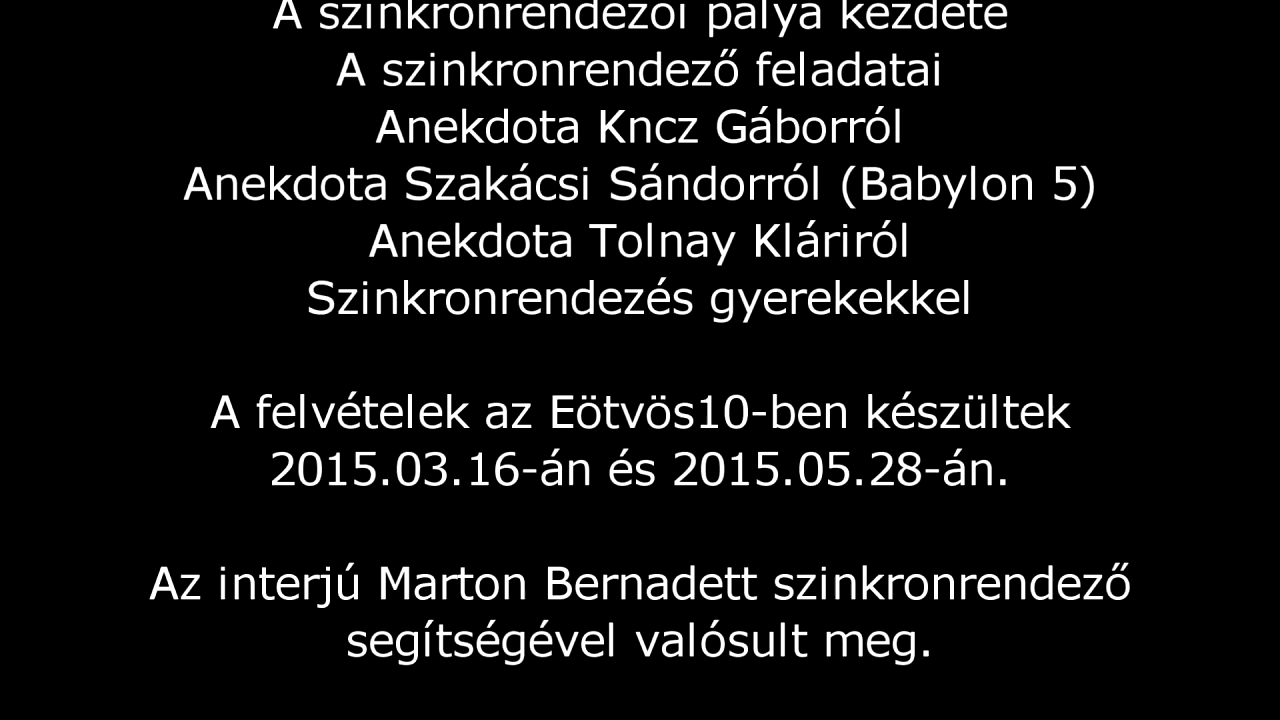 A szinkronrendezői pálya kezdete
A szinkronrendező feladatai
Anekdota Kncz Gáborról
Anekdota Szakácsi Sándorról (Babylon 5)
Anekdota Tolnay Kláriról
Szinkronrendezés gyerekekkel
A felvételek az Eötvös10-ben készültek
2015.03.16-án és 2015.05.28-án.
Az interjú Marton Bernadett szinkronrendező
segítségével valósult meg.